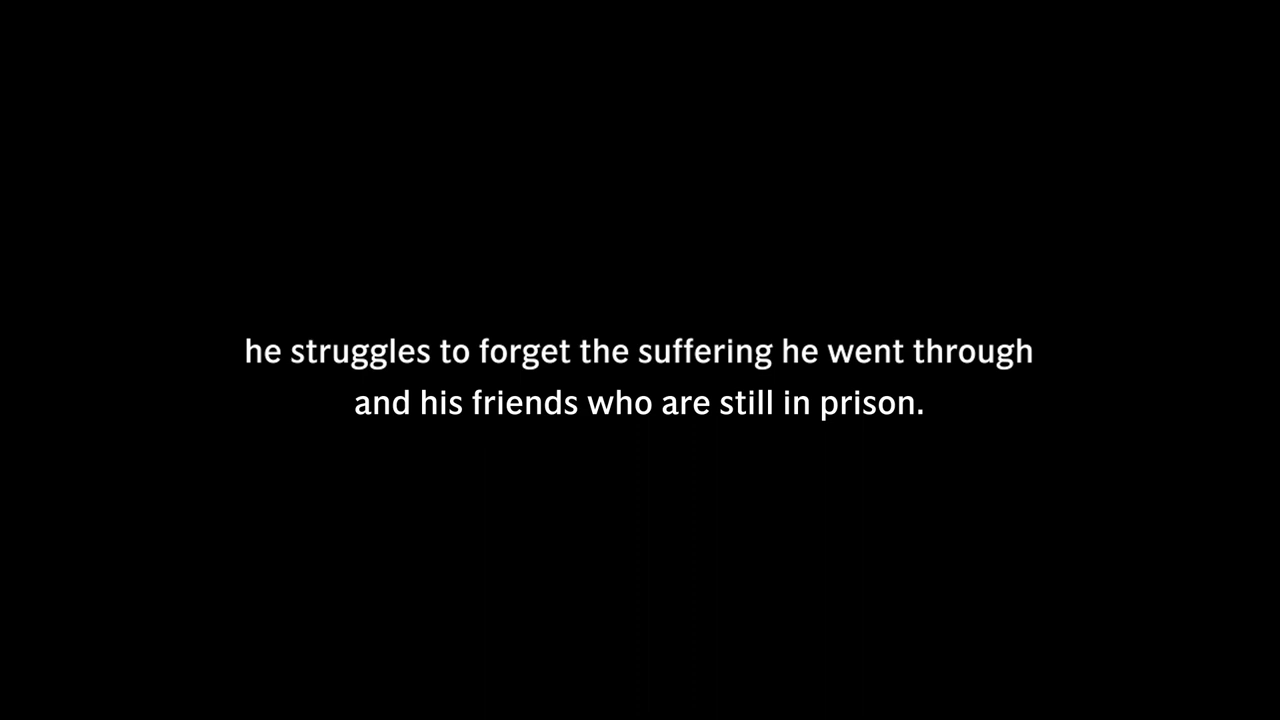 he struggles to forget the suffering he went through
and his friends who are still in prison.